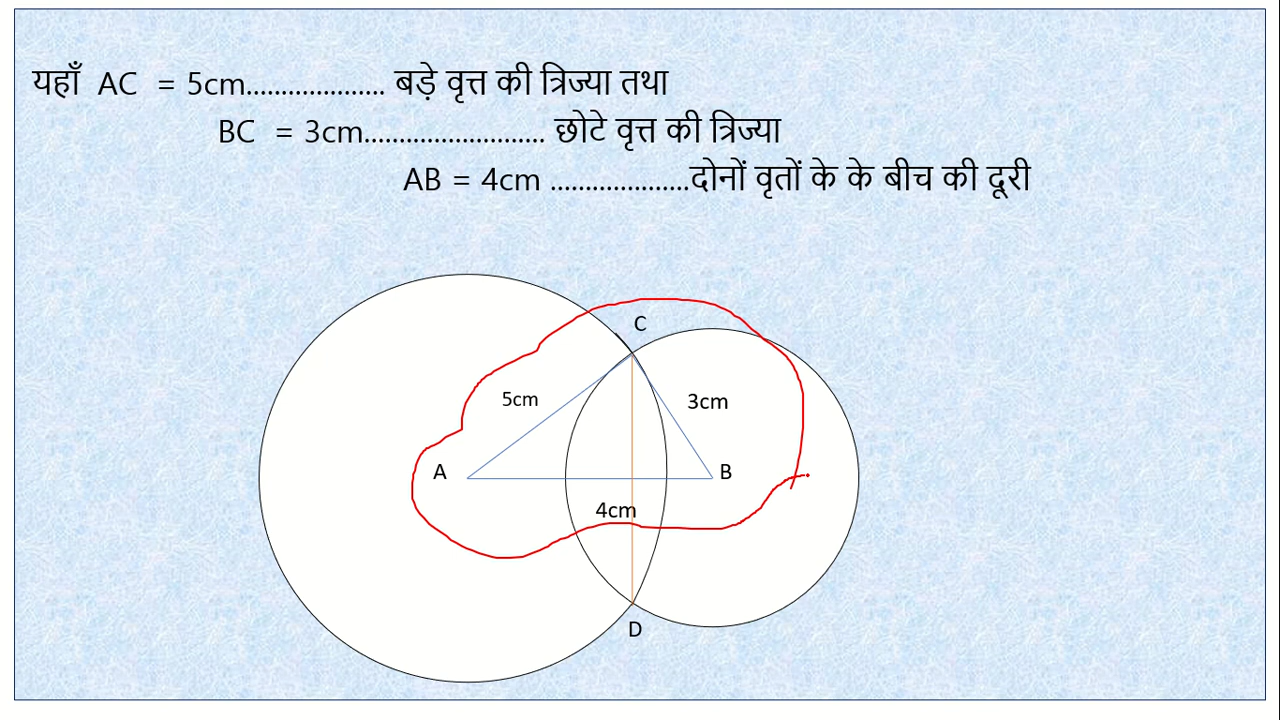 यहाँ AC = 5cm.................... बड़े वृत्त की त्रिज्या तथा
BC = 3cm.......................... छोटे वृत्त की त्रिज्या
AB = 4cm ....................दोनों वृतों के के बीच की दूरी
C
5cm
3cm
A
B
4cm
D